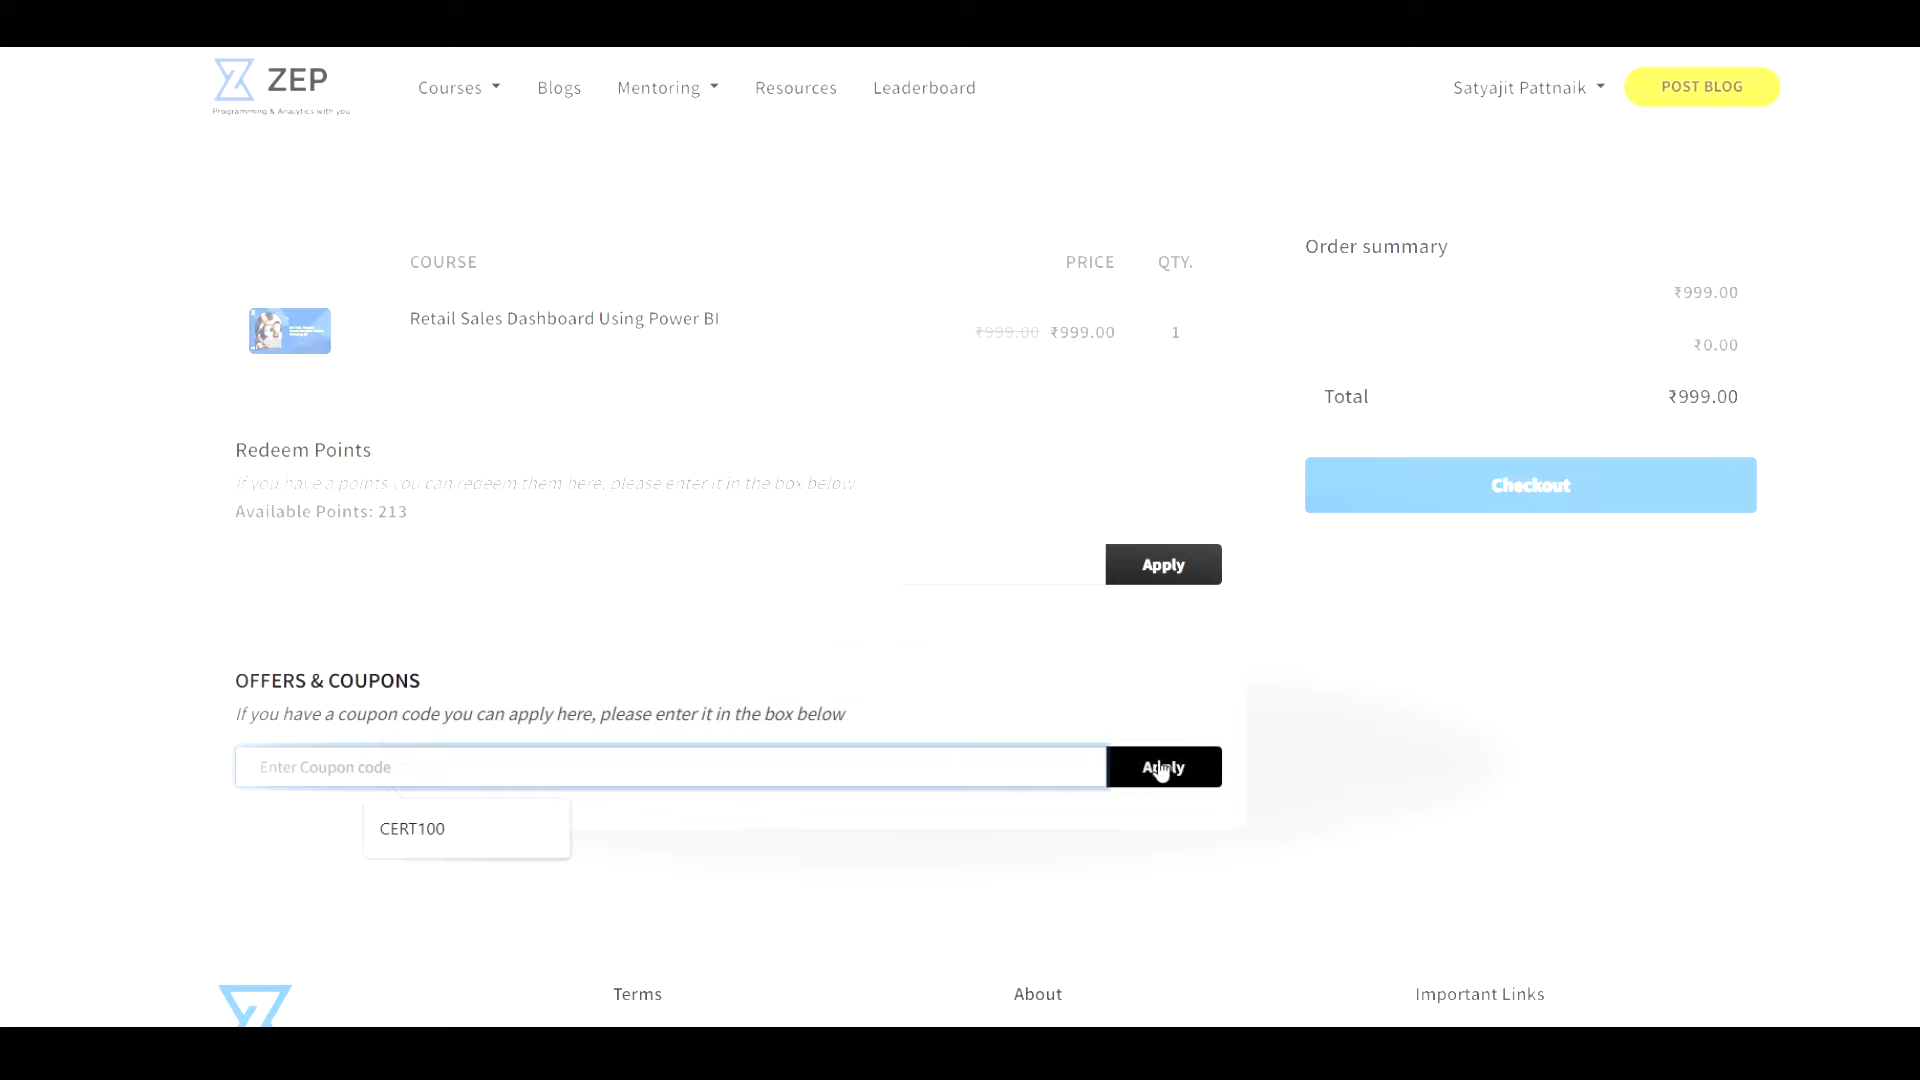 ZEP
Programming & Analytics with you
Courses Blogs Mentoring Resources Leaderboard
Satyajit Pattnaik POST BLOG
COURSE PRICE QTY.
Retail Sales Dashboard Using Power BI
₹999.00 ₹999.00 1
Order summary
₹999.00
₹0.00
Total ₹999.00
Checkout
Redeem Points
If you have a points you can redeem them here, please enter it in the box below
Available Points: 213
Apply
OFFERS & COUPONS
If you have a coupon code you can apply here, please enter it in the box below
Enter Coupon code Apply
CERT100
Terms About Important Links